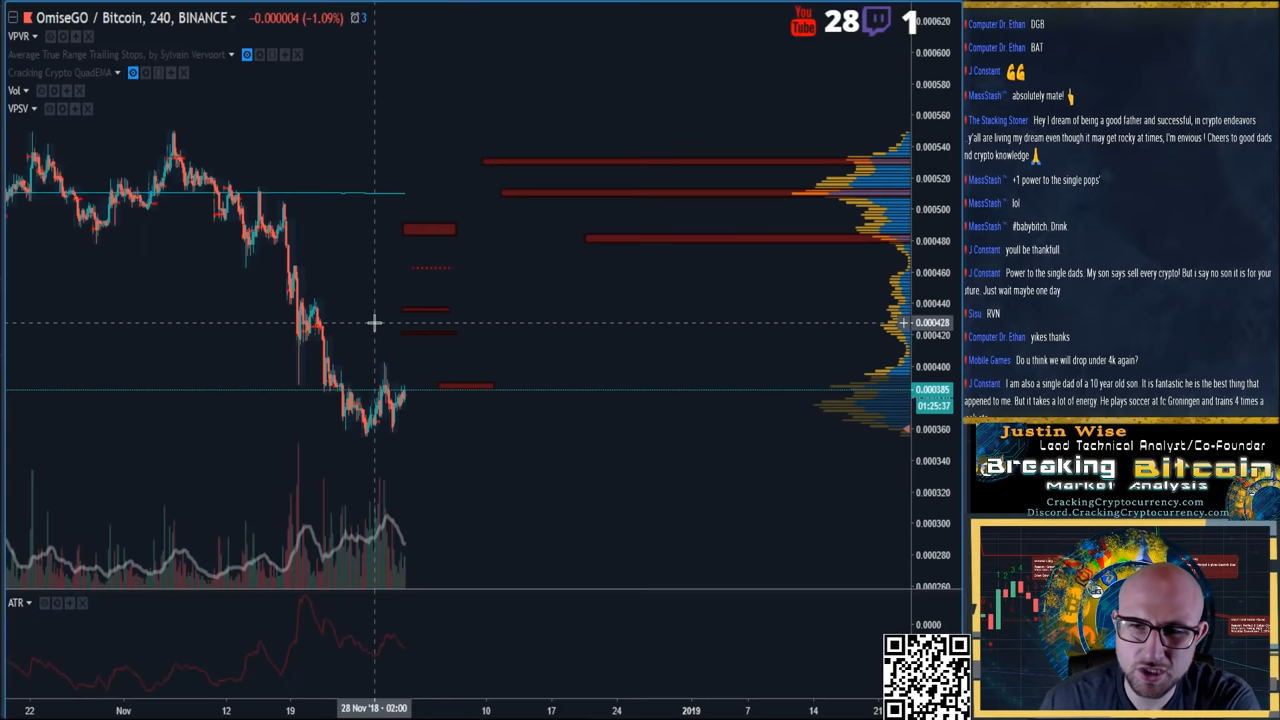 OmiseGO / Bitcoin, 240, BINANCE
−0.000004 (−1.09%)
3
VPVR
Average True Range Trailing Stops, by Sylvain Vervoort
Cracking Crypto QuadEMA
Vol
VPSV
You
Tube
28
1
0.000620
0.000600
0.000580
0.000560
0.000540
0.000520
0.000500
0.000480
0.000460
0.000440
0.000428
0.000420
0.000400
0.000385
01:25:37
0.000360
0.000340
0.000320
0.000300
0.000280
0.000260
ATR
0.0000
22
Nov
12
19
28 Nov '18 - 02:00
10
17
24
2019
7
14
21
Computer Dr. Ethan DGB
Computer Dr. Ethan BAT
J Constant 💪💪
MassStash™ absolutely mate! 👆
The Stacking Stoner Hey I dream of being a good father and successful, in crypto endeavors
y'all are living my dream even though it may get rocky at times, I'm envious ! Cheers to good dads
nd crypto knowledge 🙏
MassStash™ +1 power to the single pops'
MassStash™ lol
MassStash™ #babybitch. Drink
J Constant youll be thankfull
J Constant Power to the single dads. My son says sell every crypto! But i say no son it is for your
uture. Just wait maybe one day
Sisu RVN
Computer Dr. Ethan yikes thanks
Mobile Games Do u think we will drop under 4k again?
J Constant I am also a single dad of a 10 year old son. It is fantastic he is the best thing that
appened to me. But it takes a lot of energy. He plays soccer at fc Groningen and trains 4 times a
Justin Wise
Lead Technical Analyst/Co-Founder
Breaking Bitcoin
Market Analysis
CrackingCryptocurrency.com
Discord.CrackingCryptocurrency.com
1 2 3 4